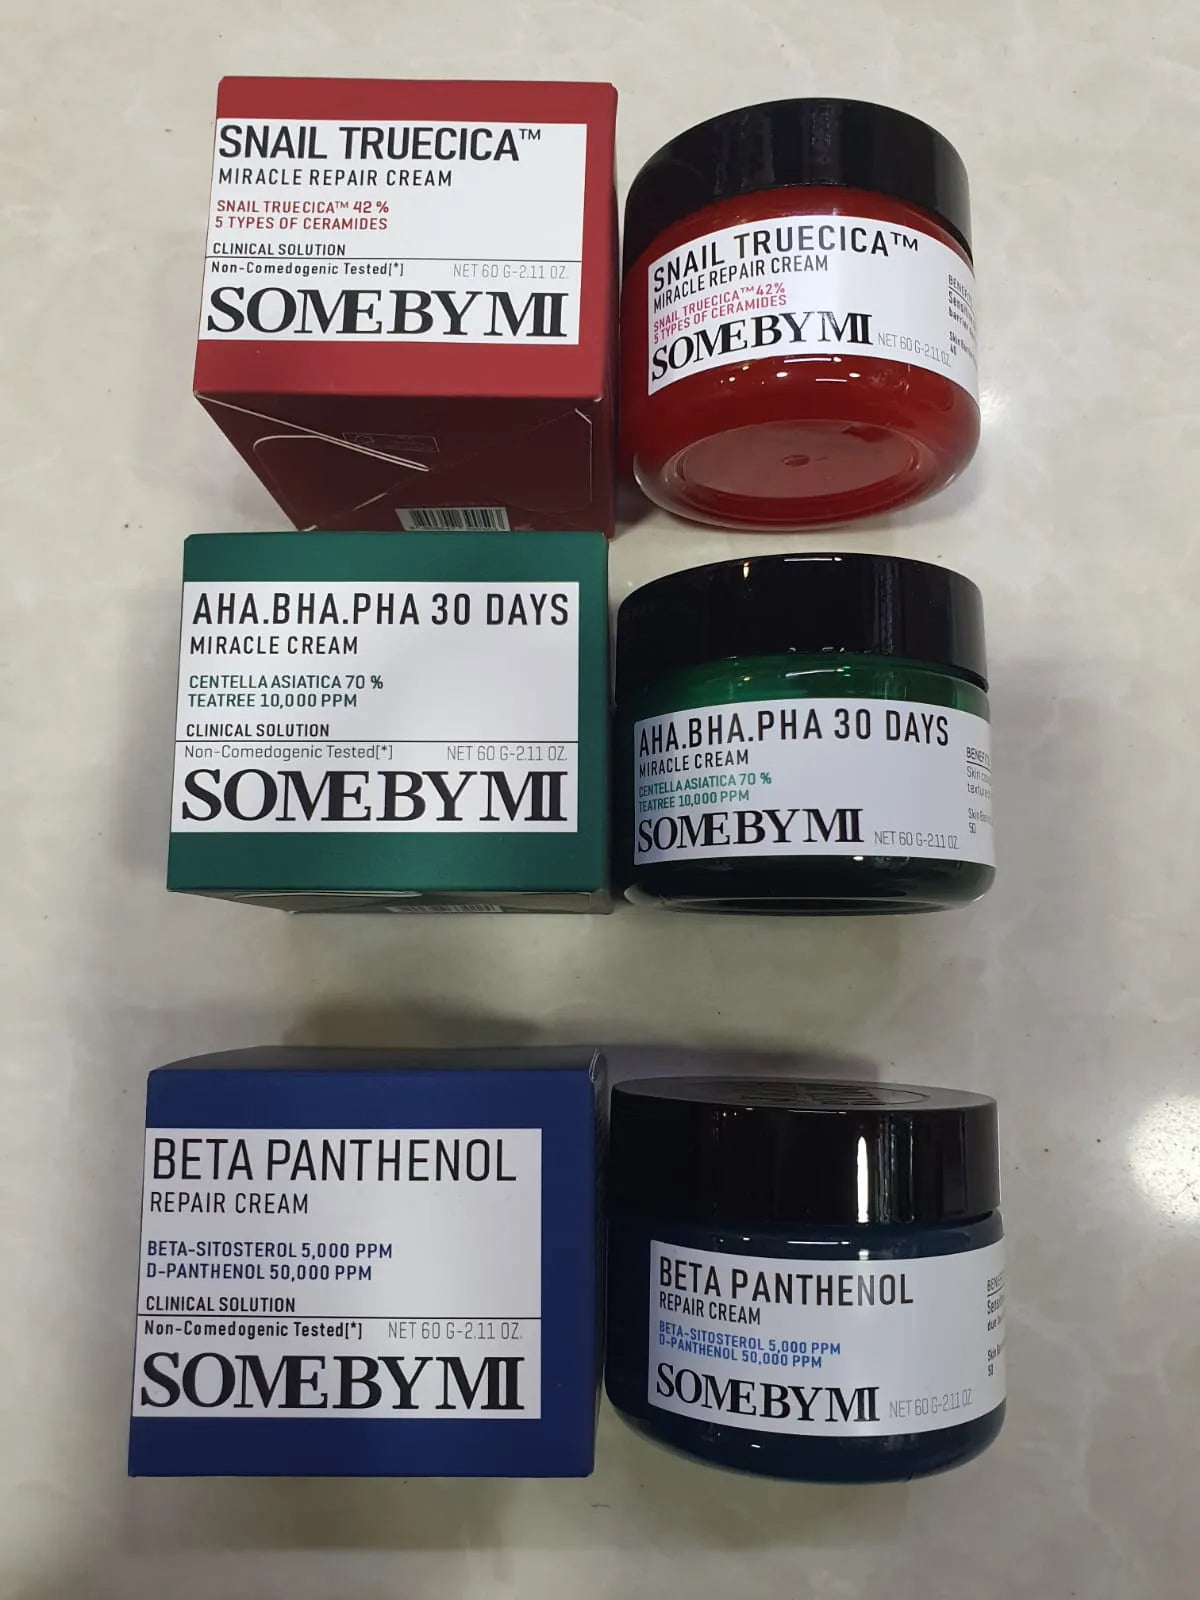 SNAIL TRUECICA™
MIRACLE REPAIR CREAM
SNAIL TRUECICA™ 42 %
5 TYPES OF CERAMIDES
CLINICAL SOLUTION
Non-Comedogenic Tested[*] NET 60 G-2.11 OZ.
SOMEBYMI
SNAIL TRUECICA™
MIRACLE REPAIR CREAM
SNAIL TRUECICA™ 42%
5 TYPES OF CERAMIDES
SOMEBYMI NET 60 G-2.11 OZ.
AHA.BHA.PHA 30 DAYS
MIRACLE CREAM
CENTELLA ASIATICA 70 %
TEATREE 10,000 PPM
CLINICAL SOLUTION
Non-Comedogenic Tested[*] NET 60 G-2.11 OZ.
SOMEBYMI
AHA.BHA.PHA 30 DAYS
MIRACLE CREAM
CENTELLA ASIATICA 70 %
TEATREE 10,000 PPM
SOMEBYMI NET 60 G-2.11 OZ.
BETA PANTHENOL
REPAIR CREAM
BETA-SITOSTEROL 5,000 PPM
D-PANTHENOL 50,000 PPM
CLINICAL SOLUTION
Non-Comedogenic Tested[*] NET 60 G-2.11 OZ.
SOMEBYMI
BETA PANTHENOL
REPAIR CREAM
BETA-SITOSTEROL 5,000 PPM
D-PANTHENOL 50,000 PPM
SOMEBYMI NET 60 G-2.11 OZ.